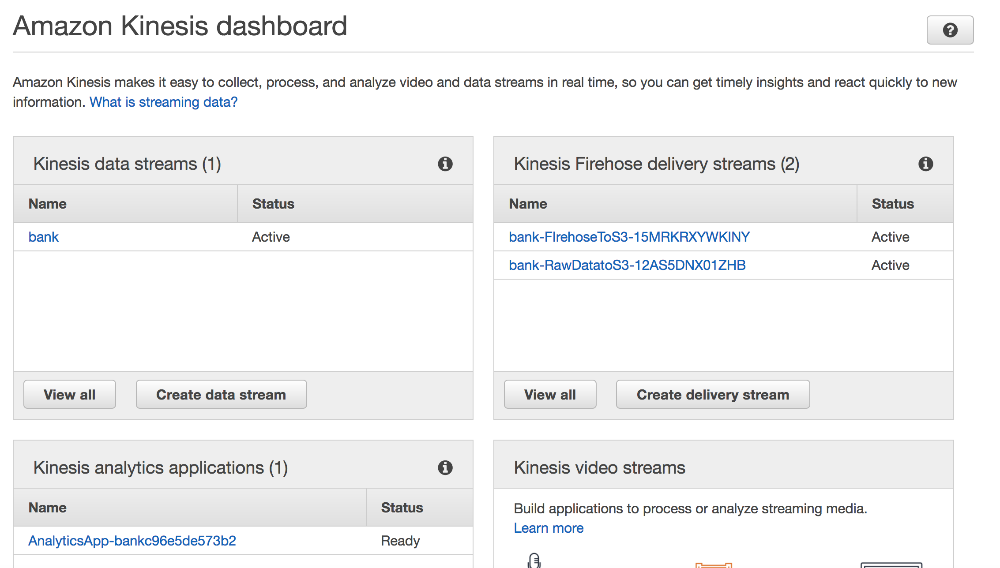 Amazon Kinesis dashboard
Amazon Kinesis makes it easy to collect, process, and analyze video and data streams in real time, so you can get timely insights and react quickly to new
information. What is streaming data?
Kinesis data streams (1)
Name Status
bank Active
View all Create data stream
Kinesis Firehose delivery streams (2)
Name Status
bank-FIrehoseToS3-15MRKRXYWKINY Active
bank-RawDatatoS3-12AS5DNX01ZHB Active
View all Create delivery stream
Kinesis analytics applications (1)
Name Status
AnalyticsApp-bankc96e5de573b2 Ready
Kinesis video streams
Build applications to process or analyze streaming media.
Learn more